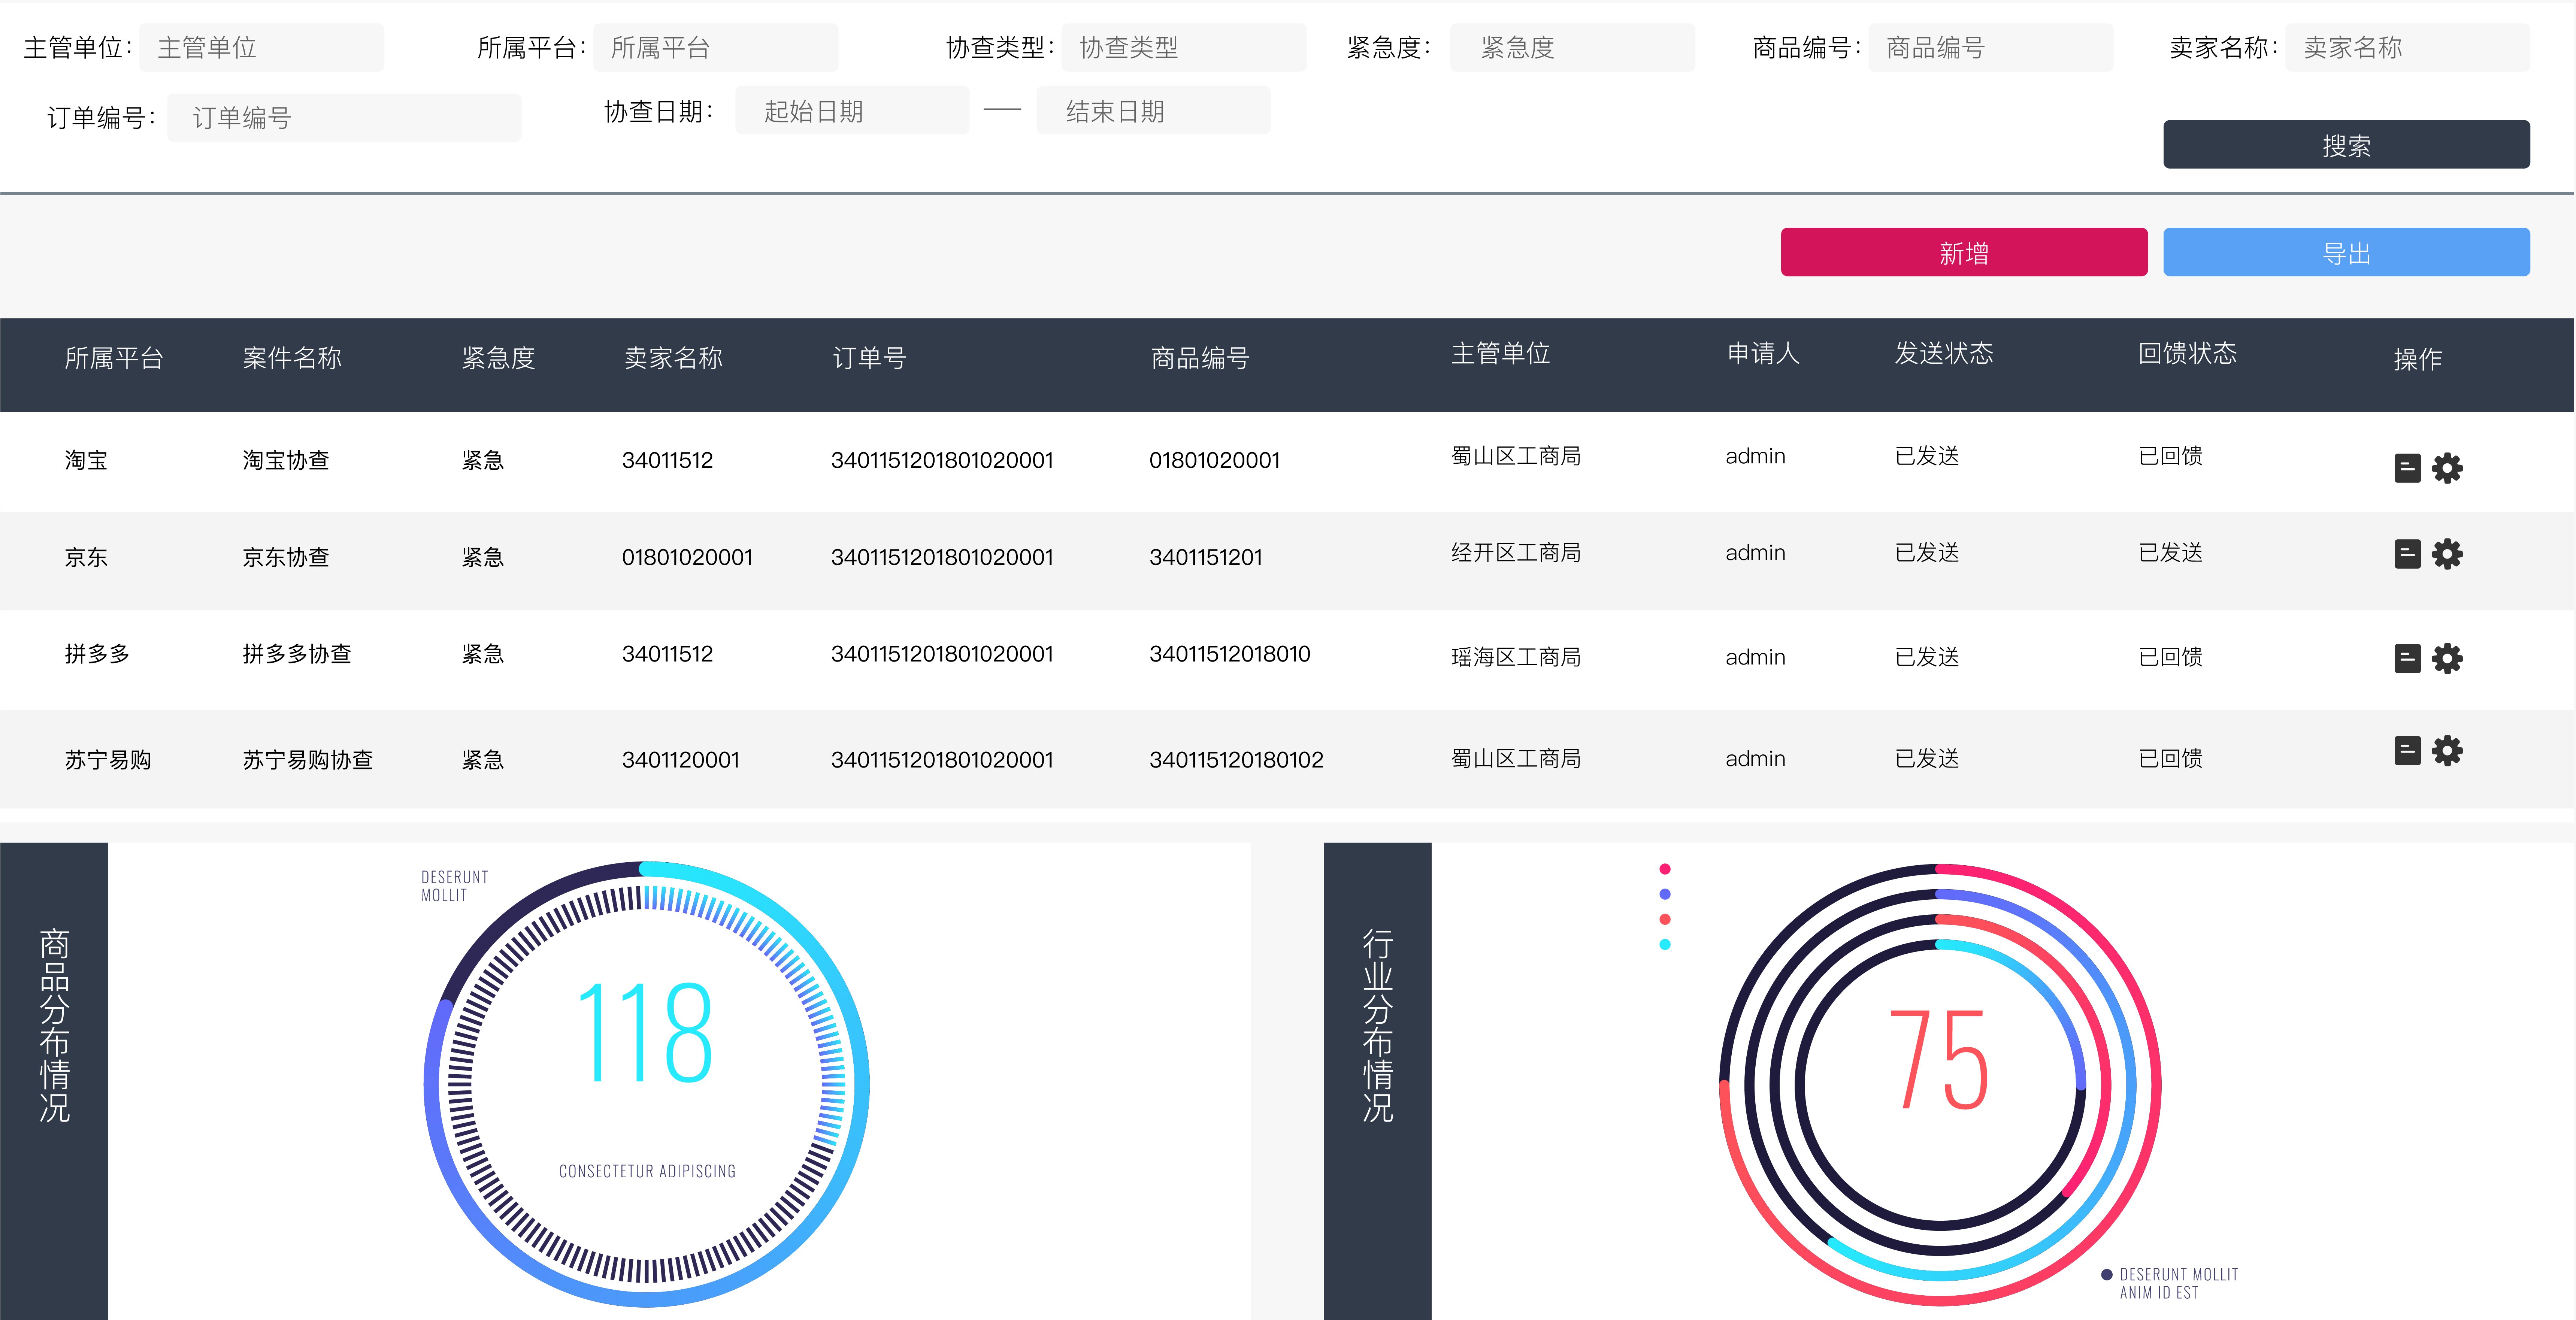 主管单位： 主管单位 所属平台： 所属平台 协查类型： 协查类型 紧急度： 紧急度 商品编号： 商品编号 卖家名称： 卖家名称
订单编号： 订单编号 协查日期： 起始日期 — 结束日期
搜索
新增 导出
所属平台 案件名称 紧急度 卖家名称 订单号 商品编号 主管单位 申请人 发送状态 回馈状态 操作
淘宝 淘宝协查 紧急 34011512 3401151201801020001 01801020001 蜀山区工商局 admin 已发送 已回馈
京东 京东协查 紧急 01801020001 3401151201801020001 3401151201 经开区工商局 admin 已发送 已发送
拼多多 拼多多协查 紧急 34011512 3401151201801020001 34011512018010 瑶海区工商局 admin 已发送 已回馈
苏宁易购 苏宁易购协查 紧急 3401120001 3401151201801020001 340115120180102 蜀山区工商局 admin 已发送 已回馈
商品分布情况
DESERUNT
MOLLIT
118
CONSECTETUR ADIPISCING
行业分布情况
75
DESERUNT MOLLIT
ANIM ID EST